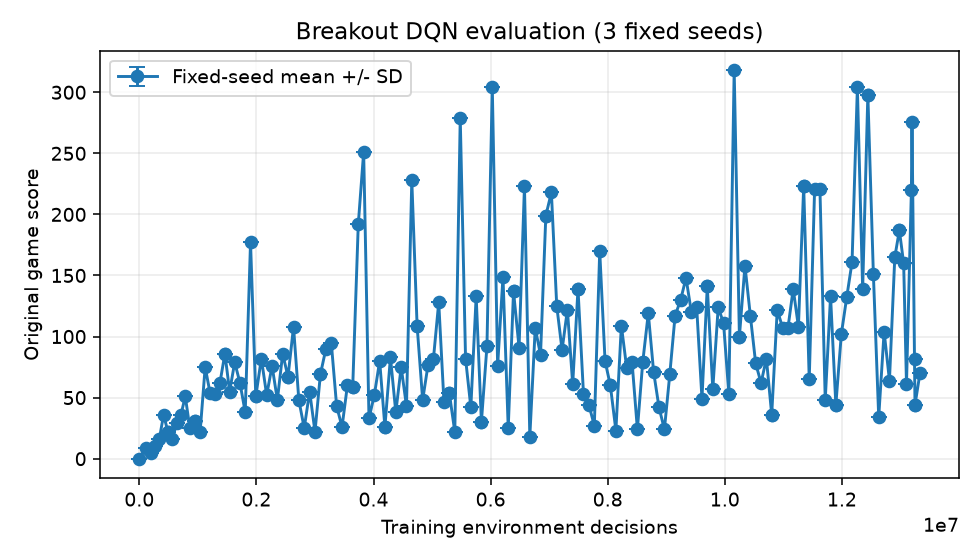 Breakout DQN evaluation (3 fixed seeds)
Fixed-seed mean +/- SD
Original game score
300
250
200
150
100
50
0
0.0 0.2 0.4 0.6 0.8 1.0 1.2
1e7
Training environment decisions